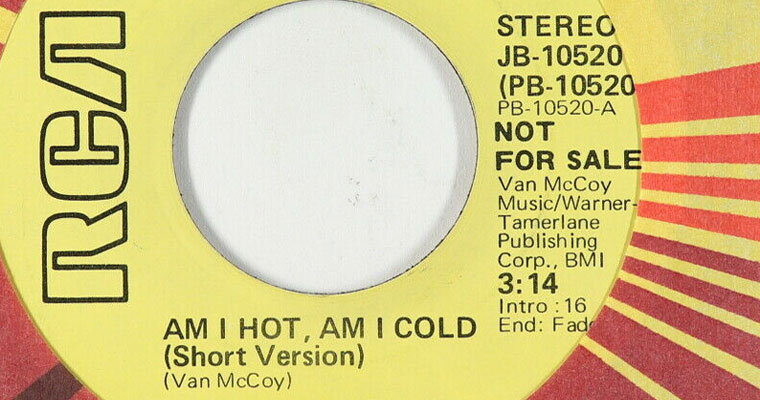 RCA
STEREO
JB-10520
(PB-10520
PB-10520-A
NOT
FOR SALE
Van McCoy
Music/Warner-
Tamerlane
Publishing
Corp., BMI
3:14
Intro :16
End: Fade
AM I HOT, AM I COLD
(Short Version)
(Van McCoy)